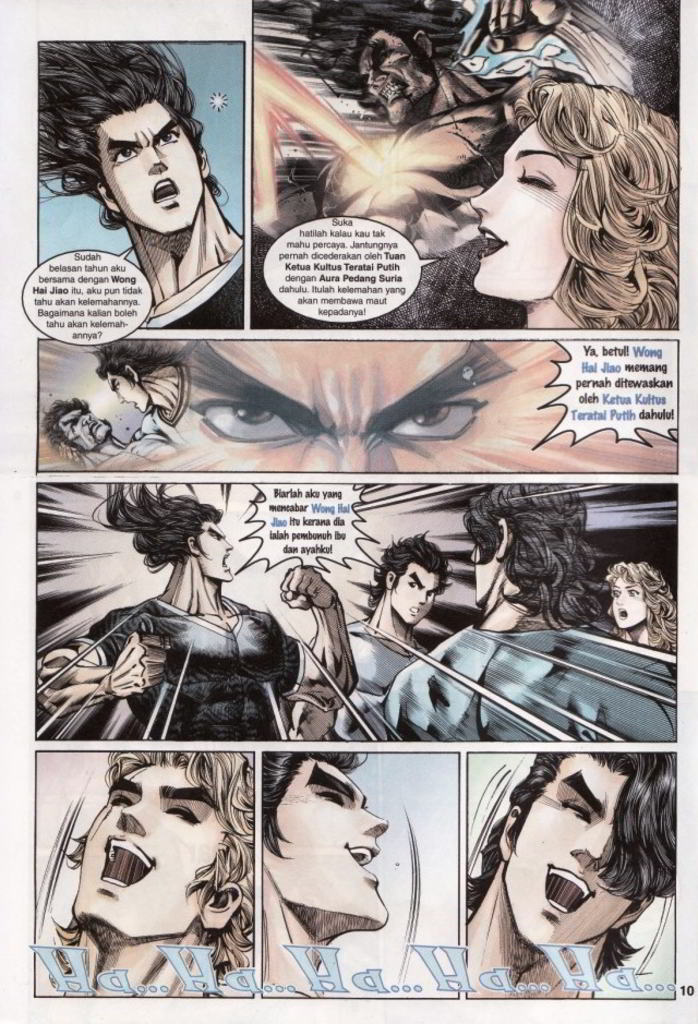 Sudah
belasan tahun aku
bersama dengan Wong
Hai Jiao itu, aku pun tidak
tahu akan kelemahannya.
Bagaimana kalian boleh
tahu akan kelemah-
annya?
Suka
hatilah kalau kau tak
mahu percaya. Jantungnya
pernah dicederakan oleh Tuan
Ketua Kultus Teratai Putih
dengan Aura Pedang Suria
dahulu. Itulah kelemahan yang
akan membawa maut
kepadanya!
Ya, betul! Wong
Hai Jiao memang
pernah ditewaskan
oleh Ketua Kultus
Teratai Putih dahulu!
Biarlah aku yang
mencabar Wong Hai
Jiao itu kerana dia
ialah pembunuh ibu
dan ayahku!
Ha... Ha... Ha... Ha... Ha...
10